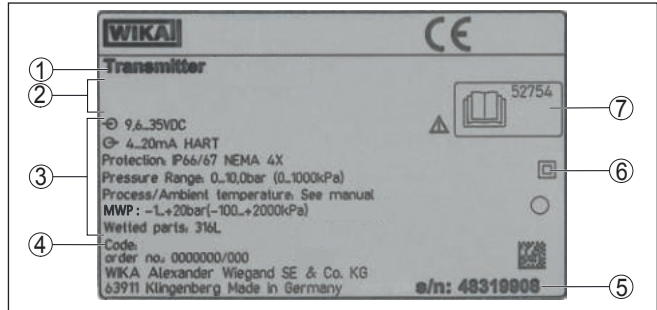 WIKAI
CE
① Transmitter
②
52754
⑦
③
9,6...35VDC
4...20mA HART
Protection: IP66/67 NEMA 4X
Pressure Range: 0...10,0bar (0...1000kPa)
⑥
Process/Ambient temperature: See manual
MWP: -1...+20bar(-100...+2000kPa)
Wetted parts: 316L
④ Code:
order no.: 0000000/000
WIKA Alexander Wiegand SE & Co. KG
63911 Klingenberg Made in Germany
s/n: 48319908 ⑤